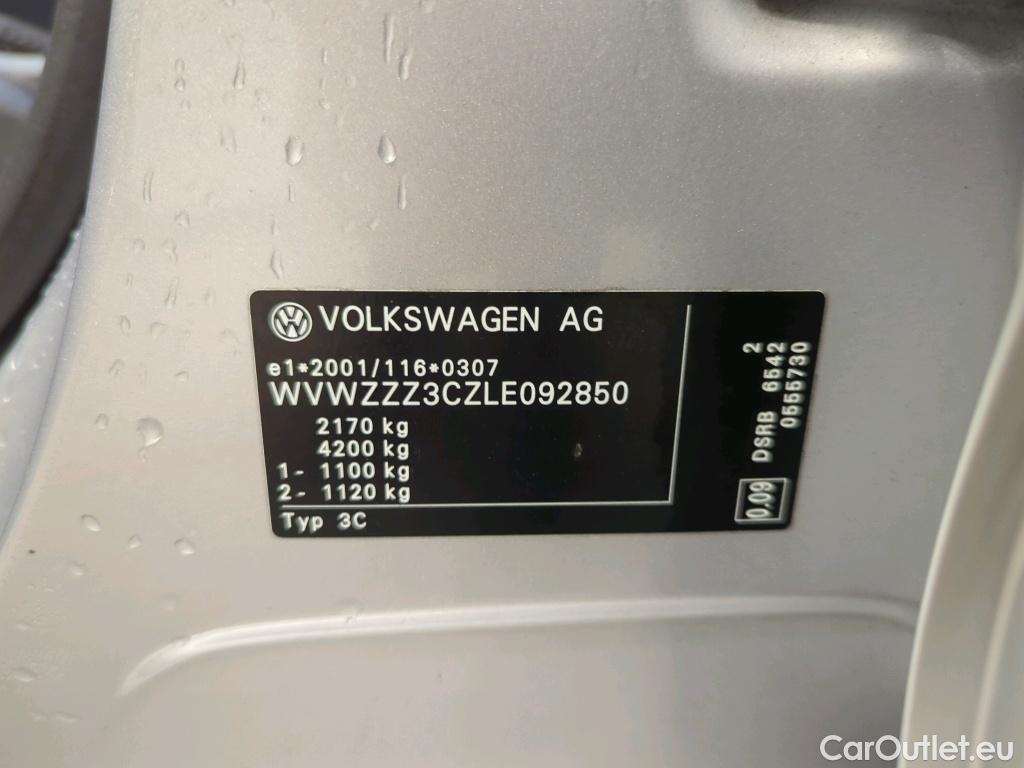 VOLKSWAGEN AG
e1*2001/116*0307
WVWZZZ3CZLE092850
2170 kg
4200 kg
1- 1100 kg
2- 1120 kg
Typ 3C
2
DSRB 6542
0555730
0.09
CarOutlet.eu